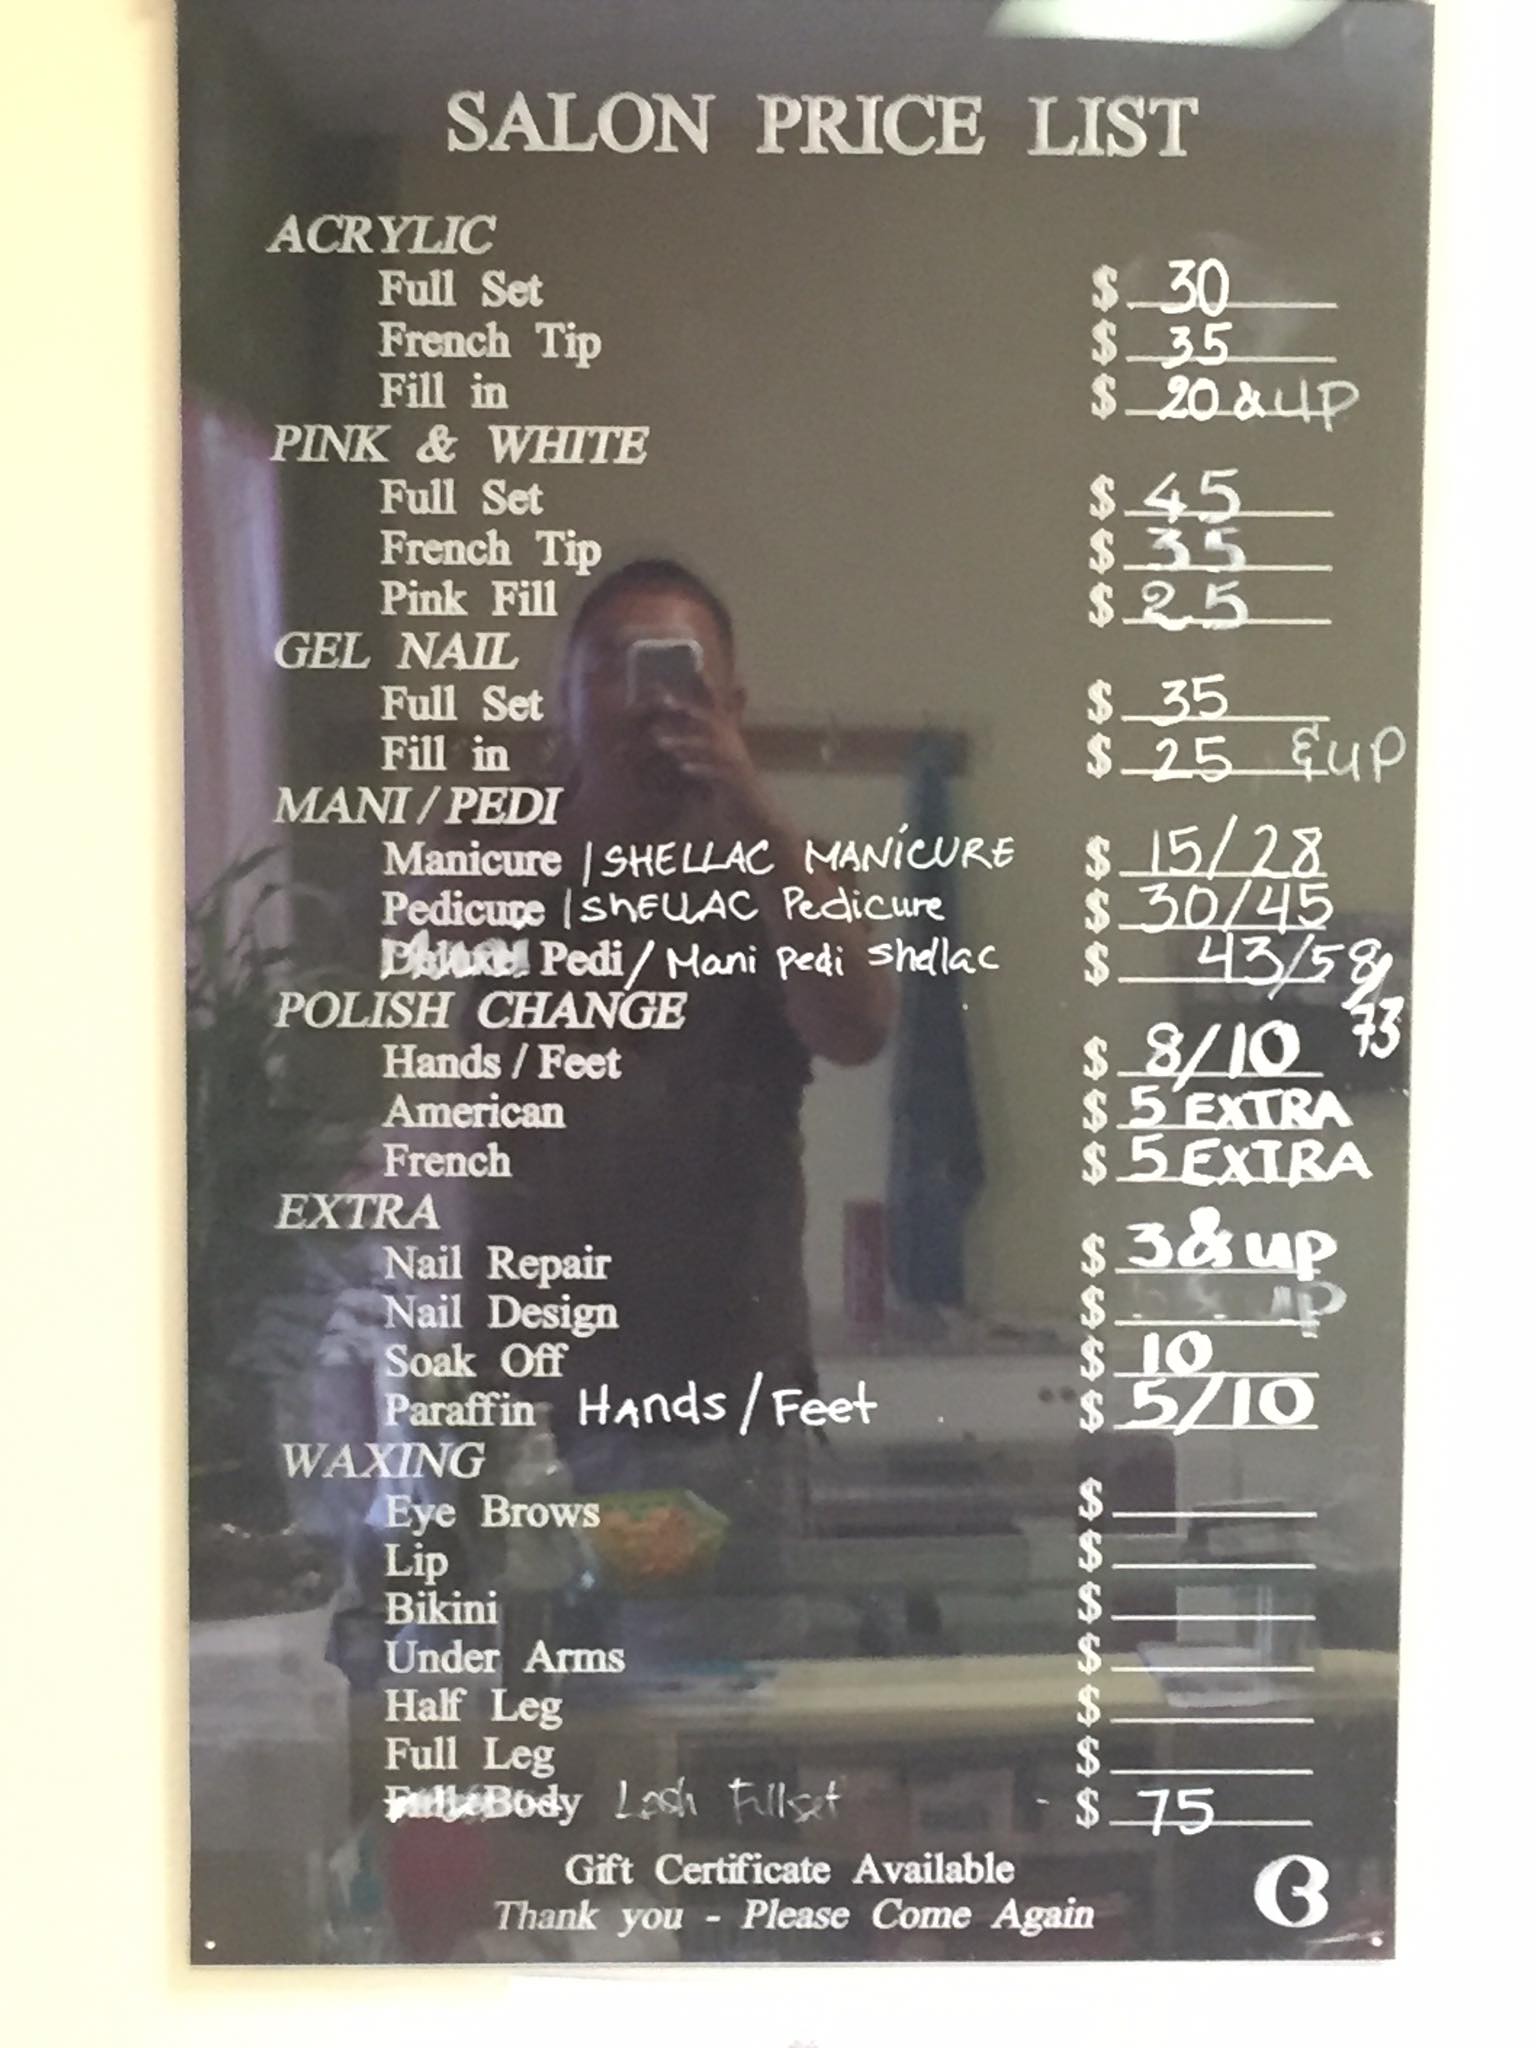 SALON PRICE LIST
ACRYLIC
Full Set $ 30
French Tip $ 35
Fill in $ 20 & up
PINK & WHITE
Full Set $ 45
French Tip $ 35
Pink Fill $ 25
GEL NAIL
Full Set $ 35
Fill in $ 25 & up
MANI/PEDI
Manicure / SHELLAC MANICURE $ 15/28
Pedicure / ShELLAC Pedicure $ 30/45
Pedi / Mani pedi Shellac $ 43/58/
73
POLISH CHANGE
Hands/Feet $ 8/10
American $ 5 EXTRA
French $ 5 EXTRA
EXTRA
Nail Repair $ 3 & up
Nail Design $ up
Soak Off $ 10
Paraffin Hands/Feet $ 5/10
WAXING
Eye Brows $
Lip $
Bikini $
Under Arms $
Half Leg $
Full Leg $
Body Lash Fullset - $ 75
Gift Certificate Available
Thank you - Please Come Again